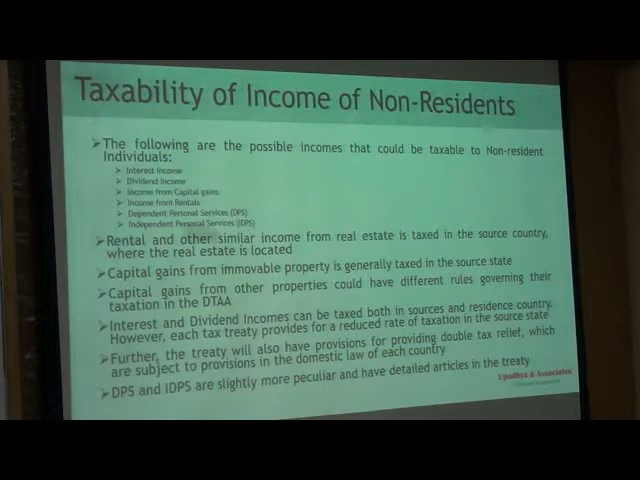 Taxability of Income of Non-Residents
➢The following are the possible incomes that could be taxable to Non-resident
Individuals:
➢ Interest Income
➢ Dividend Income
➢ Income from Capital gains
➢ Income from Rentals
➢ Dependent Personal Services (DPS)
➢ Independent Personal Services (IDPS)
➢Rental and other similar income from real estate is taxed in the source country,
where the real estate is located
➢Capital gains from immovable property is generally taxed in the source state
➢Capital gains from other properties could have different rules governing their
taxation in the DTAA
➢Interest and Dividend Incomes can be taxed both in sources and residence country.
However, each tax treaty provides for a reduced rate of taxation in the source state
➢Further, the treaty will also have provisions for providing double tax relief, which
are subject to provisions in the domestic law of each country
➢DPS and IDPS are slightly more peculiar and have detailed articles in the treaty
& Associates